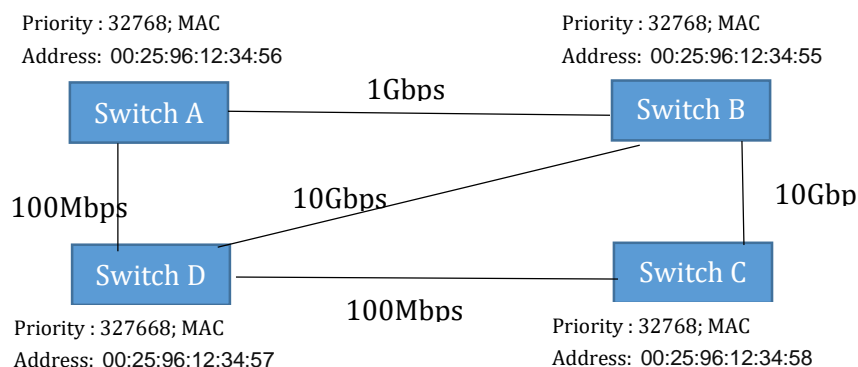 Priority : 32768; MAC
Address: 00:25:96:12:34:56
Priority : 32768; MAC
Address: 00:25:96:12:34:55
Switch A
1Gbps
Switch B
100Mbps
10Gbps
10Gbp
Switch D
100Mbps
Switch C
Priority : 327668; MAC
Address: 00:25:96:12:34:57
Priority : 32768; MAC
Address: 00:25:96:12:34:58